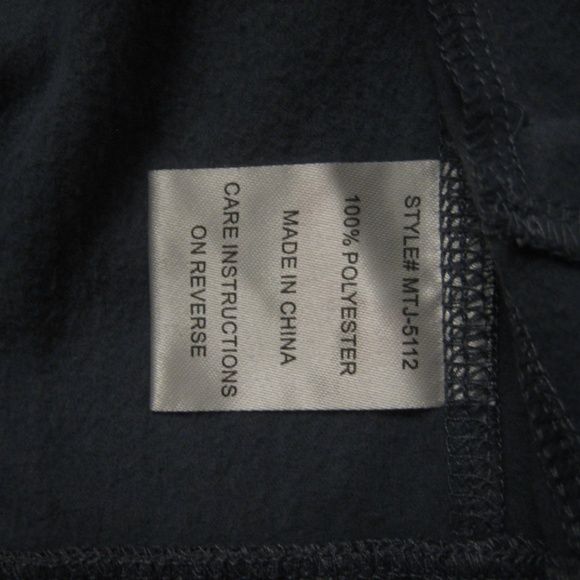 STYLE# MTJ-5112
100% POLYESTER
MADE IN CHINA
CARE INSTRUCTIONS
ON REVERSE